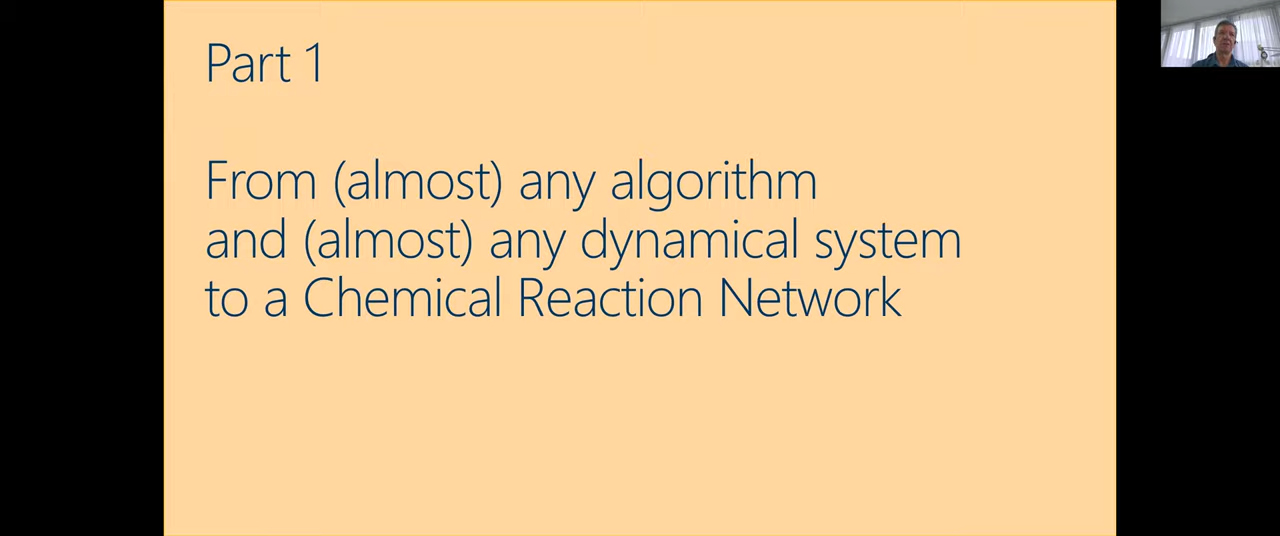 Part 1
From (almost) any algorithm
and (almost) any dynamical system
to a Chemical Reaction Network